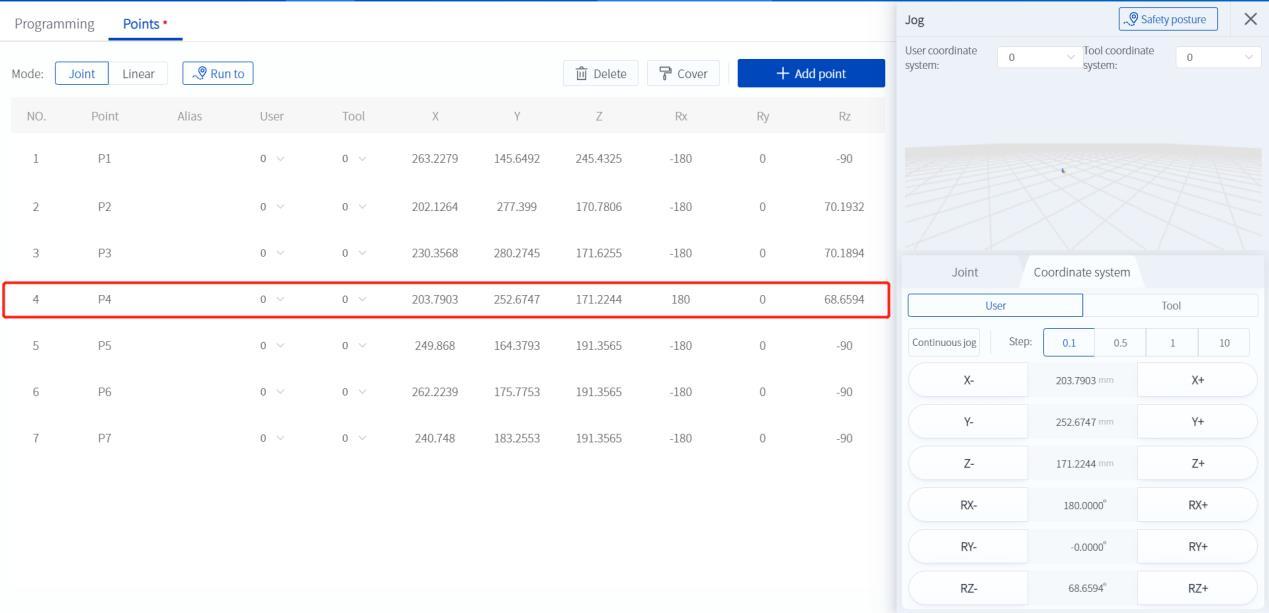 Programming Points
Mode: Joint Linear Run to Delete Cover + Add point
NO. Point Alias User Tool X Y Z Rx Ry Rz
1 P1 0 0 263.2279 145.6492 245.4325 -180 0 -90
2 P2 0 0 202.1264 277.399 170.7806 -180 0 70.1932
3 P3 0 0 230.3568 280.2745 171.6255 -180 0 70.1894
4 P4 0 0 203.7903 252.6747 171.2244 180 0 68.6594
5 P5 0 0 249.868 164.3793 191.3565 -180 0 -90
6 P6 0 0 262.2239 175.7753 191.3565 -180 0 -90
7 P7 0 0 240.748 183.2553 191.3565 -180 0 -90
Jog Safety posture
User coordinate system: 0 Tool coordinate system: 0
Joint Coordinate system
User Tool
Continuous jog Step: 0.1 0.5 1 10
X- 203.7903 mm X+
Y- 252.6747 mm Y+
Z- 171.2244 mm Z+
RX- 180.0000° RX+
RY- -0.0000° RY+
RZ- 68.6594° RZ+